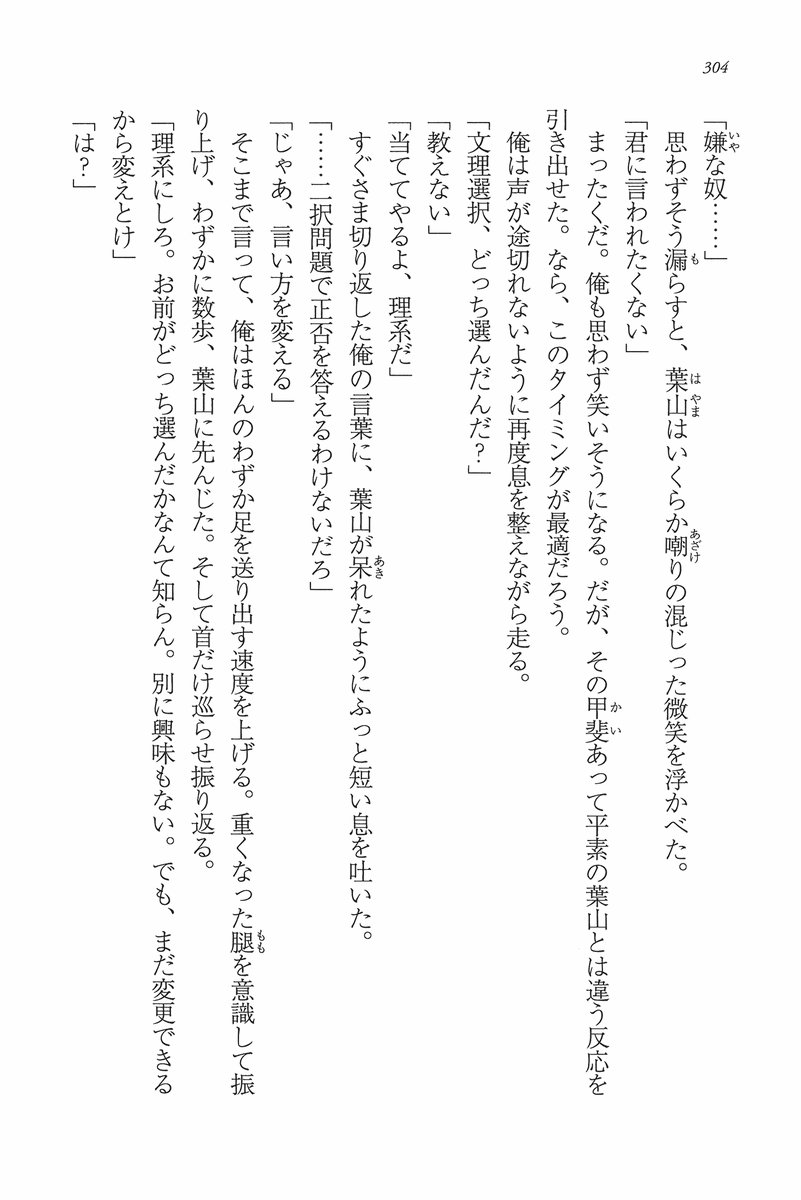 304
「嫌な奴……」
思わずそう漏らすと、葉山はいくらか嘲りの混じった微笑を浮かべた。
「君に言われたくない」
まったくだ。俺も思わず笑いそうになる。だが、その甲斐あって平素の葉山とは違う反応を
引き出せた。なら、このタイミングが最適だろう。
俺は声が途切れないように再度息を整えながら走る。
「文理選択、どっち選んだんだ？」
「教えない」
「当ててやるよ、理系だ」
すぐさま切り返した俺の言葉に、葉山が呆れたようにふっと短い息を吐いた。
「……二択問題で正否を答えるわけないだろ」
「じゃあ、言い方を変える」
そこまで言って、俺はほんのわずか足を送り出す速度を上げる。重くなった腿を意識して振
り上げ、わずかに数歩、葉山に先んじた。そして首だけ巡らせ振り返る。
「理系にしろ。お前がどっち選んだかなんて知らん。別に興味もない。でも、まだ変更できる
から変えとけ」
「は？」